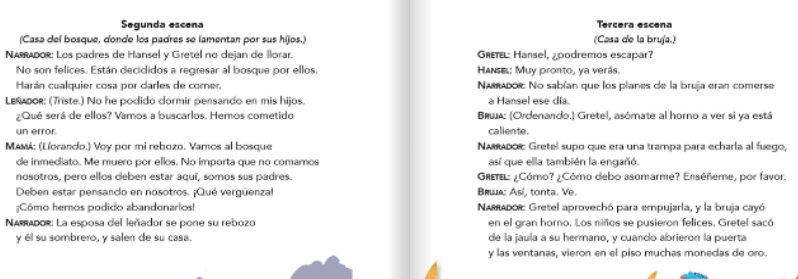 Segunda escena
(Casa del bosque, donde los padres se lamentan por sus hijos.)
NARRADOR: Los padres de Hansel y Gretel no dejan de llorar.
No son felices. Están decididos a regresar al bosque por ellos.
Harán cualquier cosa por darles de comer.
LEÑADOR: (Triste.) No he podido dormir pensando en mis hijos.
¿Qué será de ellos? Vamos a buscarlos. Hemos cometido
un error.
MAMÁ: (Llorando.) Voy por mi rebozo. Vamos al bosque
de inmediato. Me muero por ellos. No importa que no comamos
nosotros, pero ellos deben estar aquí, somos sus padres.
Deben estar pensando en nosotros. ¡Qué vergüenza!
¡Cómo hemos podido abandonarlos!
NARRADOR: La esposa del leñador se pone su rebozo
y él su sombrero, y salen de su casa.
Tercera escena
(Casa de la bruja.)
GRETEL: Hansel, ¿podremos escapar?
HANSEL: Muy pronto, ya verás.
NARRADOR: No sabían que los planes de la bruja eran comerse
a Hansel ese día.
BRUJA: (Ordenando.) Gretel, asómate al horno a ver si ya está
caliente.
NARRADOR: Gretel supo que era una trampa para echarla al fuego,
así que ella también la engañó.
GRETEL: ¿Cómo? ¿Cómo debo asomarme? Enséñeme, por favor.
BRUJA: Así, tonta. Ve.
NARRADOR: Gretel aprovechó para empujarla, y la bruja cayó
en el gran horno. Los niños se pusieron felices. Gretel sacó
de la jaula a su hermano, y cuando abrieron la puerta
y las ventanas, vieron en el piso muchas monedas de oro.